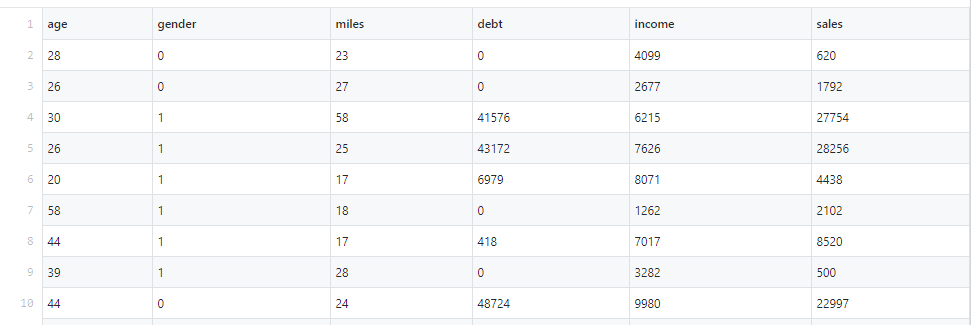 1 age gender miles debt income sales
2 28 0 23 0 4099 620
3 26 0 27 0 2677 1792
4 30 1 58 41576 6215 27754
5 26 1 25 43172 7626 28256
6 20 1 17 6979 8071 4438
7 58 1 18 0 1262 2102
8 44 1 17 418 7017 8520
9 39 1 28 0 3282 500
10 44 0 24 48724 9980 22997